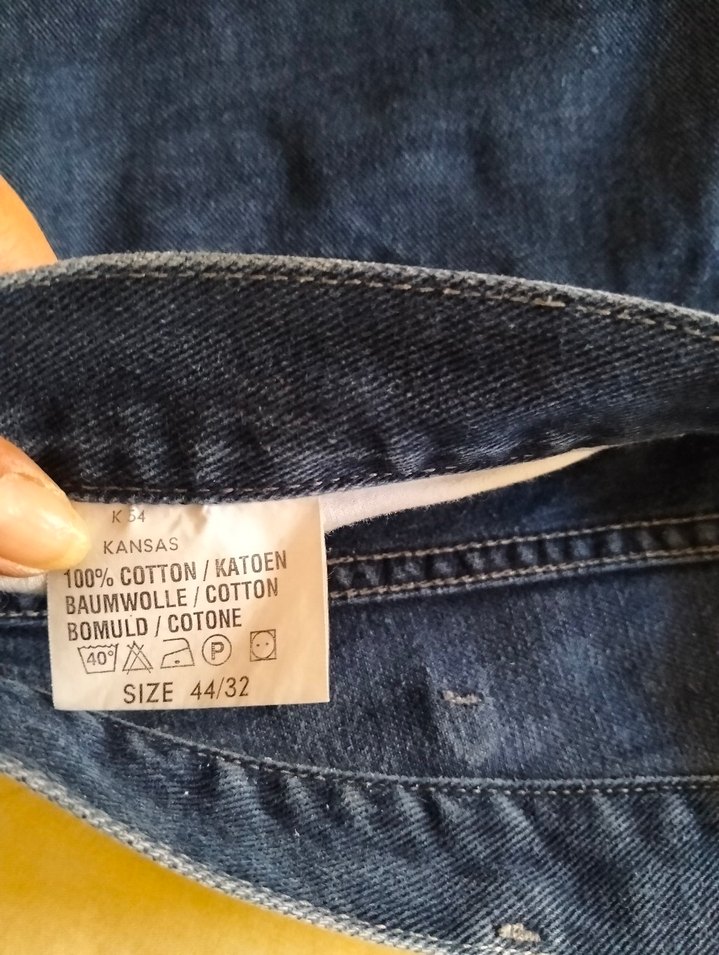 K 54
KANSAS
100% COTTON / KATOEN
BAUMWOLLE / COTTON
BOMULD / COTONE
40° P
SIZE 44/32